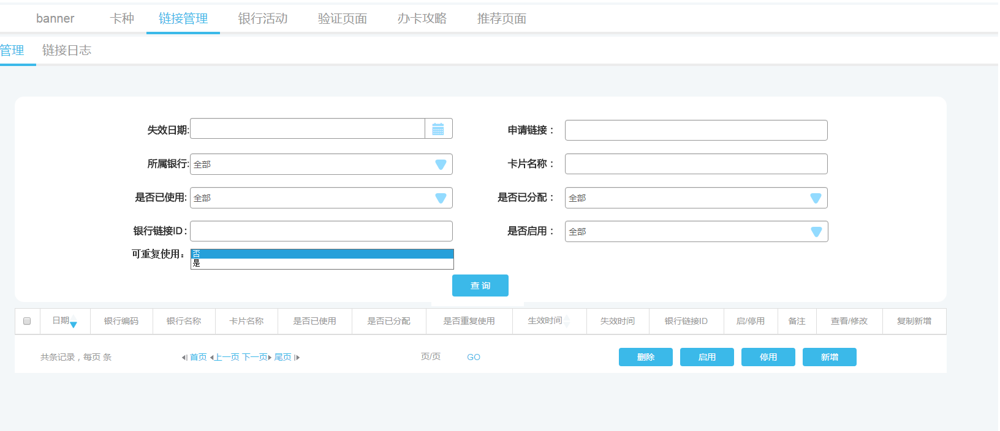 banner 卡种 链接管理 银行活动 验证页面 办卡攻略 推荐页面
管理 链接日志
失效日期: 申请链接：
所属银行: 全部 卡片名称：
是否已使用: 全部 是否已分配： 全部
银行链接ID: 是否启用： 全部
可重复使用： 否
是
查 询
日期 银行编码 银行名称 卡片名称 是否已使用 是否已分配 是否重复使用 生效时间 失效时间 银行链接ID 启/停用 备注 查看/修改 复制新增
共条记录，每页 条 首页 上一页 下一页 尾页 页/页 GO 删除 启用 停用 新增